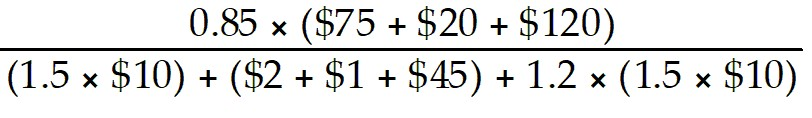 0.85 × ($75 + $20 + $120)
(1.5 × $10) + ($2 + $1 + $45) + 1.2 × (1.5 × $10)